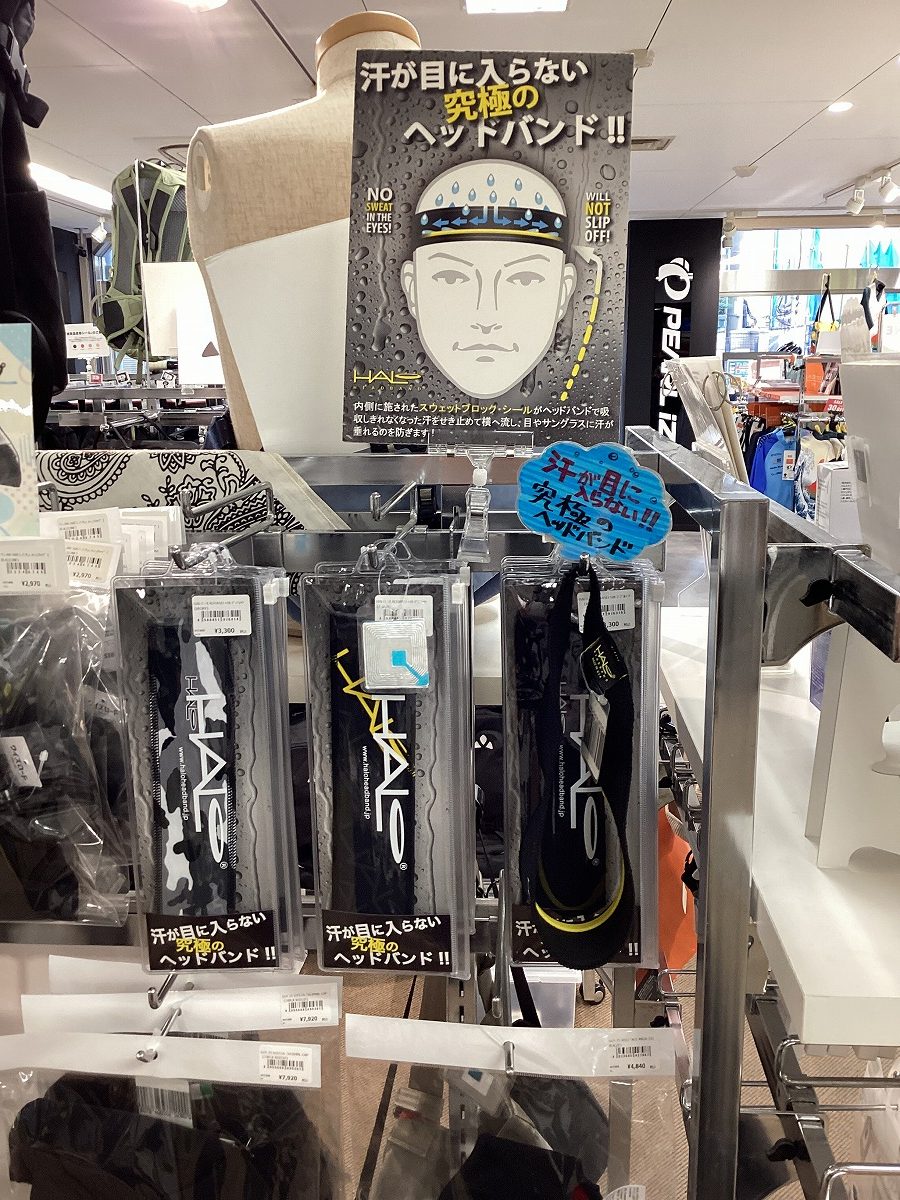 汗が目に入らない
究極の
ヘッドバンド!!
NO
SWEAT
IN THE
EYES!
WILL
NOT
SLIP
OFF!
HALO
HEADBAND
内側に施されたスウェットブロック・シールがヘッドバンドで吸
収しきれなくなった汗をせき止めて横へ流し、目やサングラスに汗が
垂れるのを防ぎます!
PEARL iZ
汗が目に
入らない!!
究極の
ヘッドバンド
¥2,970
¥2,970
¥3,300
HALO
HALO
www.haloheadband.jp
汗が目に入らない
究極の
ヘッドバンド!!
HALO
www.haloheadband.jp
汗が目に入らない
究極の
ヘッドバンド!!
,300
HALO
www.haloheadband.jp
¥7,920
¥7,920
¥4,840